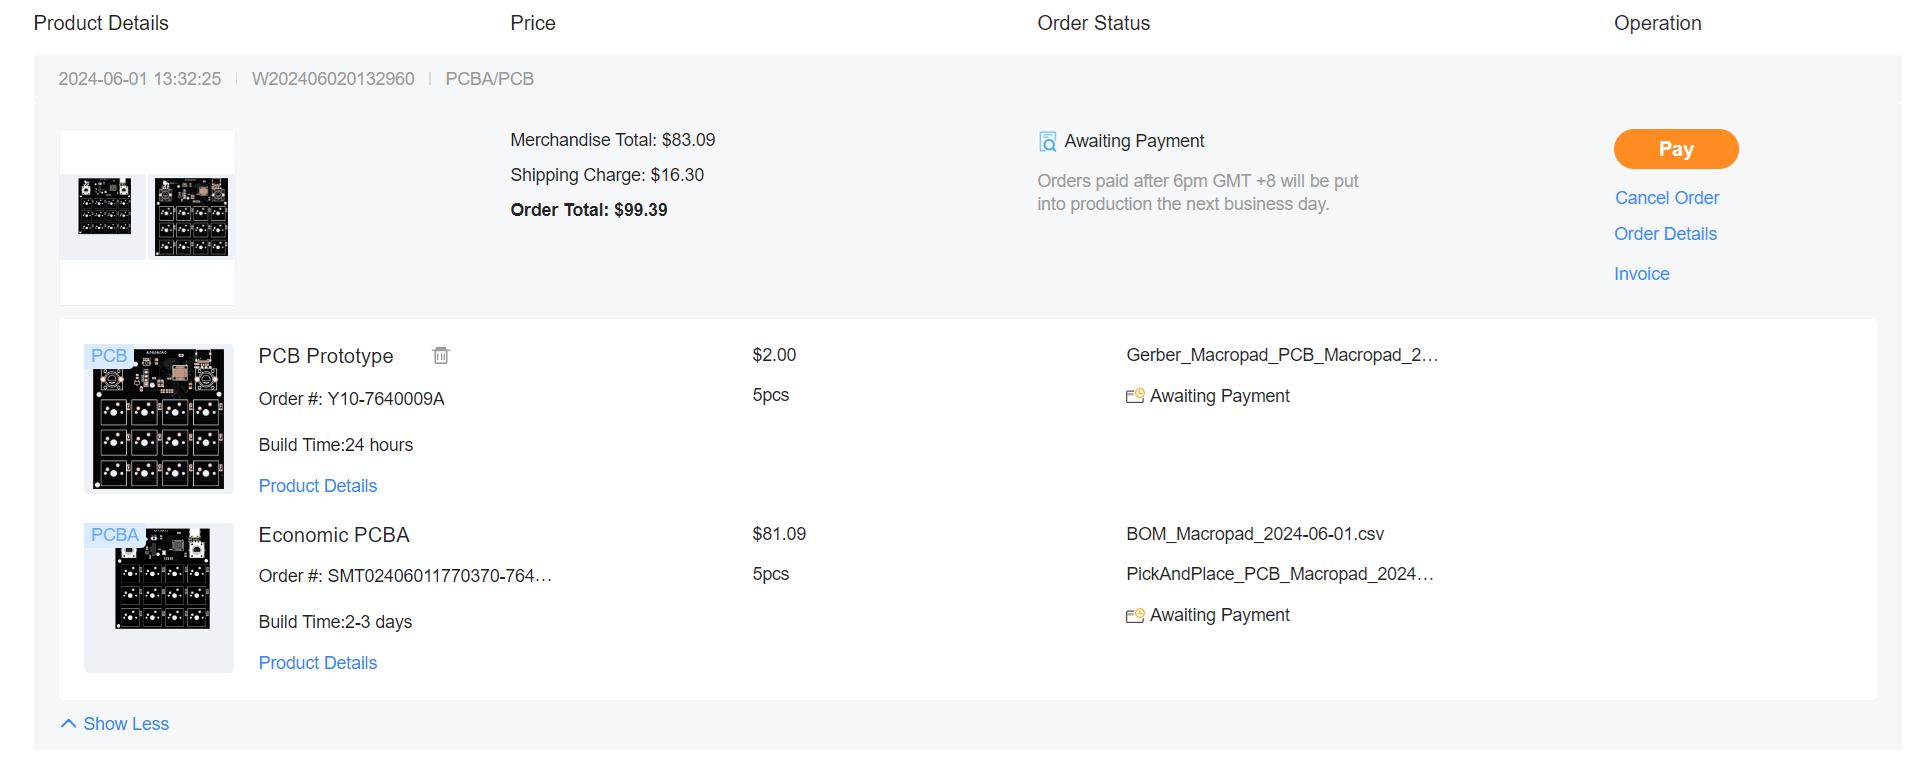 Product Details
Price
Order Status
Operation
2024-06-01 13:32:25
W202406020132960
PCBA/PCB
Merchandise Total: $83.09
Shipping Charge: $16.30
Order Total: $99.39
Awaiting Payment
Orders paid after 6pm GMT +8 will be put
into production the next business day.
Pay
Cancel Order
Order Details
Invoice
PCB
PCB Prototype
Order #: Y10-7640009A
Build Time:24 hours
Product Details
$2.00
5pcs
Gerber_Macropad_PCB_Macropad_2…
Awaiting Payment
PCBA
Economic PCBA
Order #: SMT02406011770370-764…
Build Time:2-3 days
Product Details
$81.09
5pcs
BOM_Macropad_2024-06-01.csv
PickAndPlace_PCB_Macropad_2024…
Awaiting Payment
Show Less